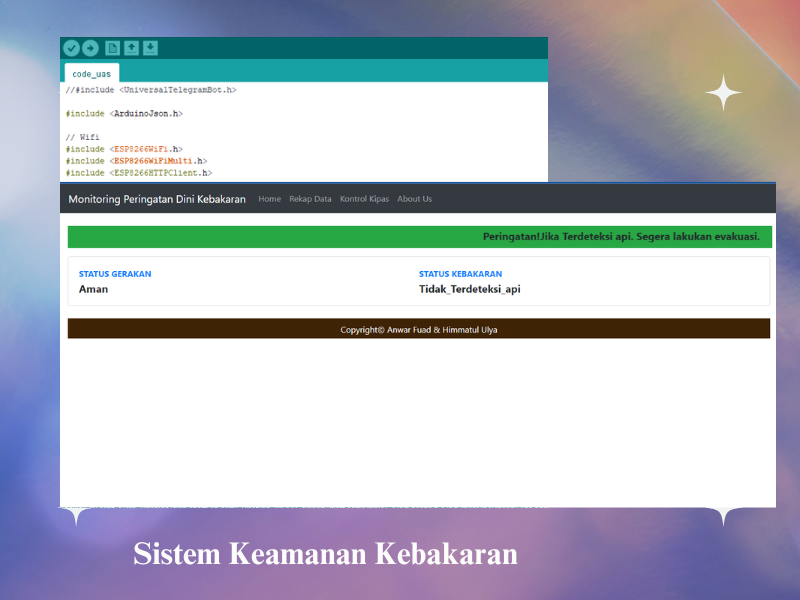 code_uas
//#include <UniversalTelegramBot.h>
#include <ArduinoJson.h>
// Wifi
#include <ESP8266WiFi.h>
#include <ESP8266WiFiMulti.h>
#include <ESP8266HTTPClient.h>
Monitoring Peringatan Dini Kebakaran Home Rekap Data Kontrol Kipas About Us
Peringatan!Jika Terdeteksi api. Segera lakukan evakuasi.
STATUS GERAKAN STATUS KEBAKARAN
Aman Tidak_Terdeteksi_api
Copyright© Anwar Fuad & Himmatul Ulya
Sistem Keamanan Kebakaran